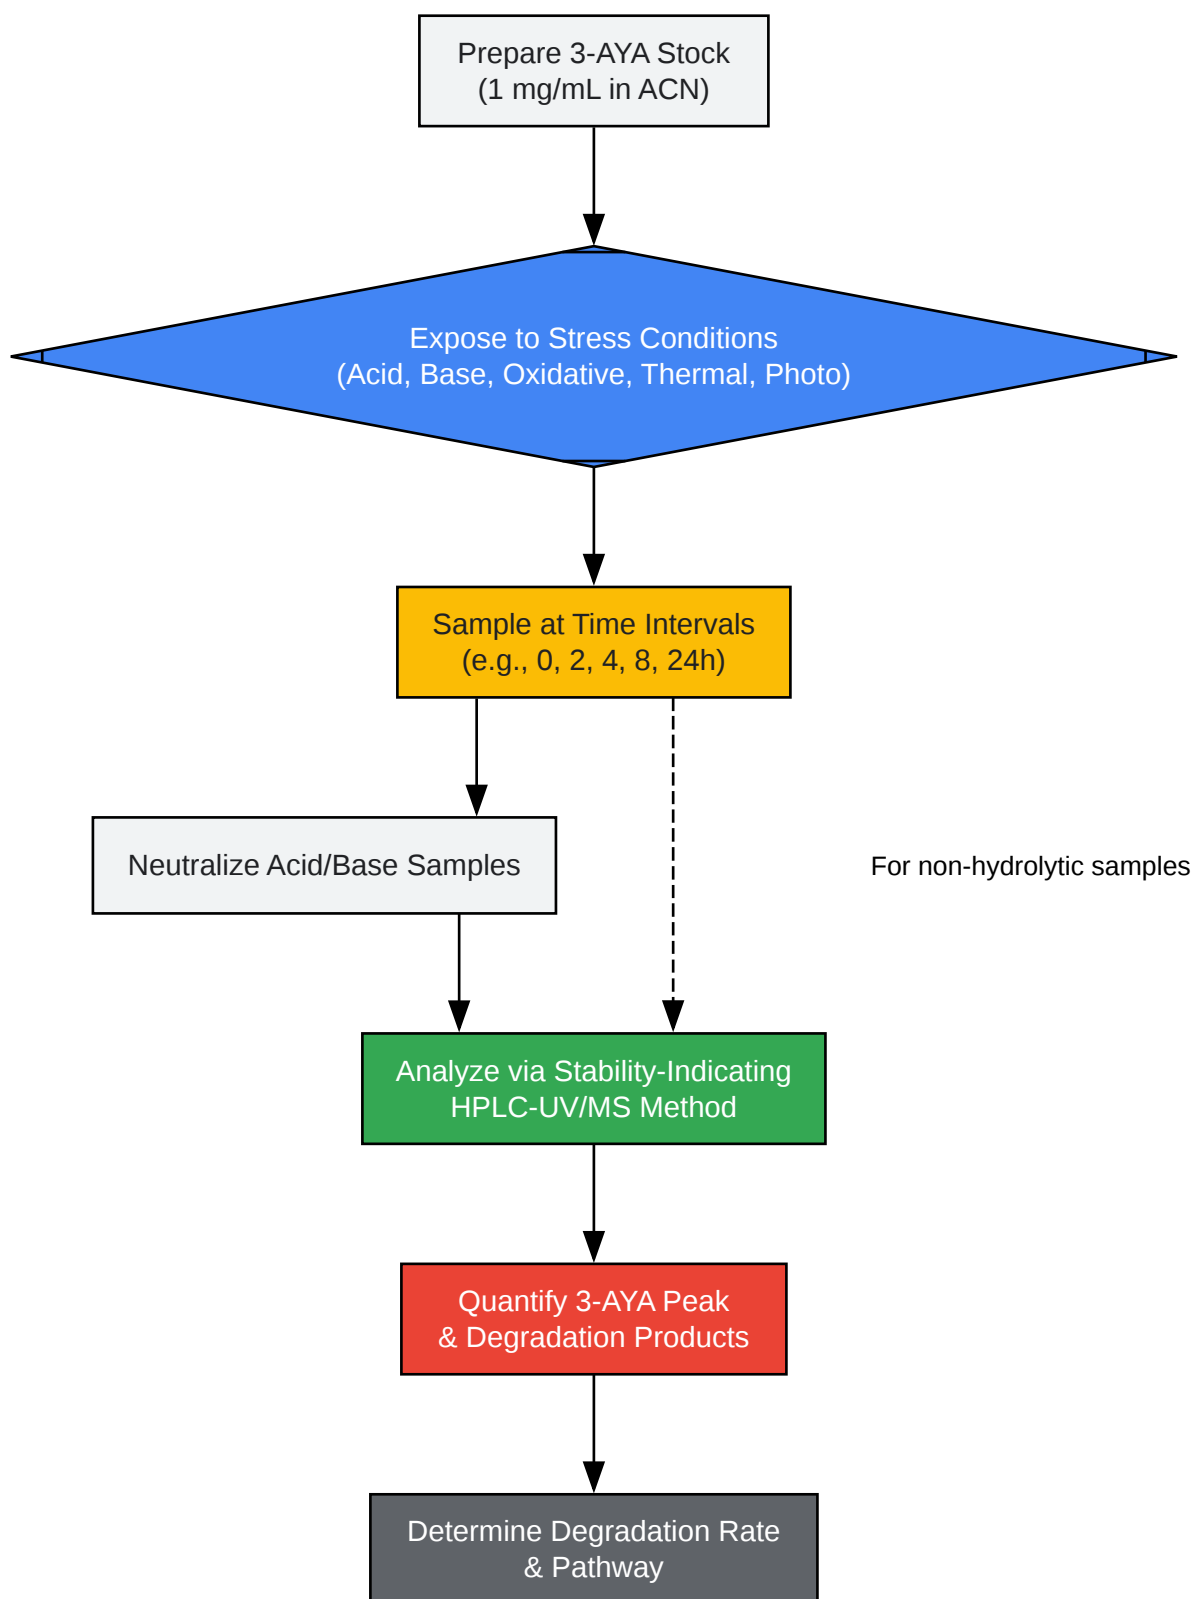 Prepare 3-AYA Stock
(1 mg/mL in ACN)
Expose to Stress Conditions
(Acid, Base, Oxidative, Thermal, Photo)
Sample at Time Intervals
(e.g., 0, 2, 4, 8, 24h)
Neutralize Acid/Base Samples
For non-hydrolytic samples
Analyze via Stability-Indicating
HPLC-UV/MS Method
Quantify 3-AYA Peak
& Degradation Products
Determine Degradation Rate
& Pathway